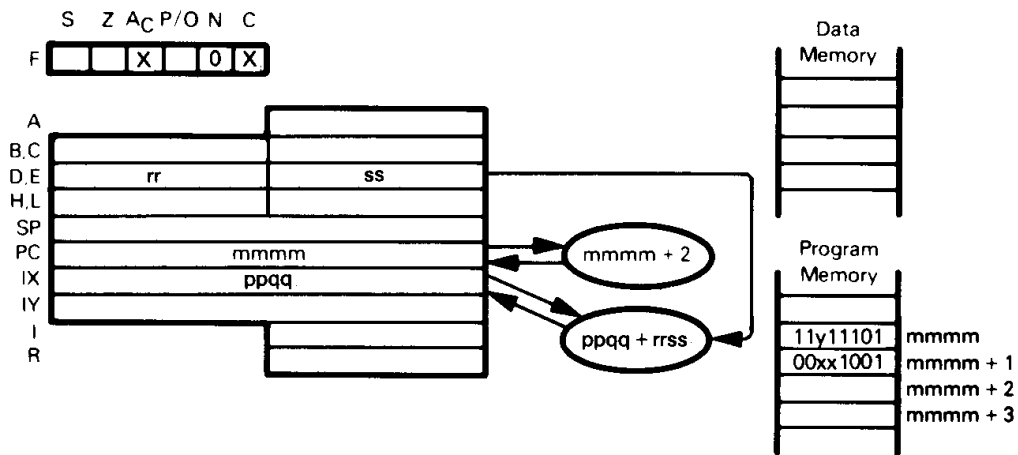 S Z AC P/O N C
F X 0 X
A
B,C
D,E rr ss
H,L
SP
PC mmmm
IX ppqq
IY
I
R
mmmm + 2
ppqq + rrss
Data
Memory
Program
Memory
11y11101 mmmm
00xx1001 mmmm + 1
mmmm + 2
mmmm + 3